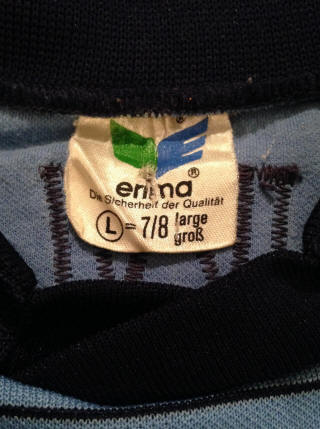 ®
erima®
Die Sicherheit der Qualität
L = 7/8 large
groß